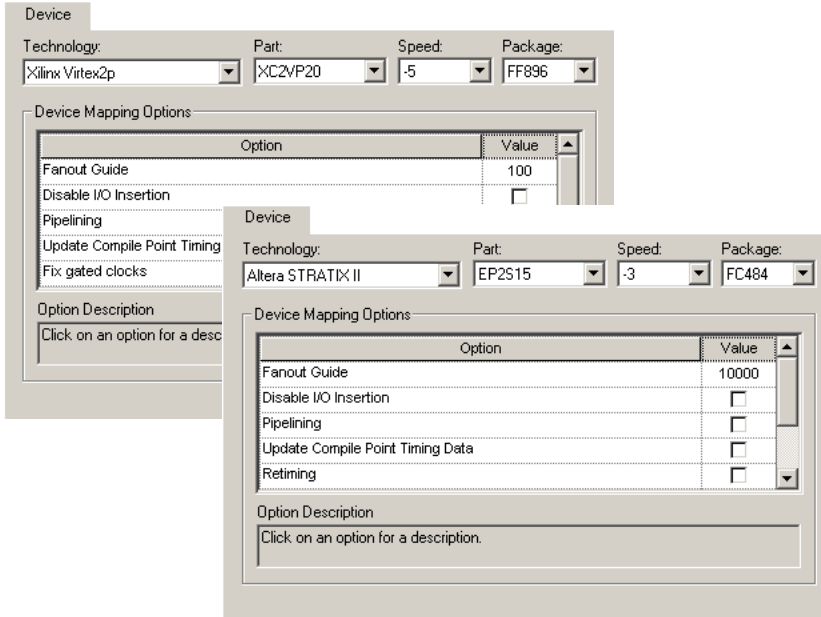 Device
Technology: Part: Speed: Package:
Xilinx Virtex2p XC2VP20 -5 FF896
Device Mapping Options
Option Value
Fanout Guide 100
Disable I/O Insertion
Pipelining
Update Compile Point Timing
Fix gated clocks
Option Description
Click on an option for a desc
Device
Technology: Part: Speed: Package:
Altera STRATIX II EP2S15 -3 FC484
Device Mapping Options
Option Value
Fanout Guide 10000
Disable I/O Insertion
Pipelining
Update Compile Point Timing Data
Retiming
Option Description
Click on an option for a description.